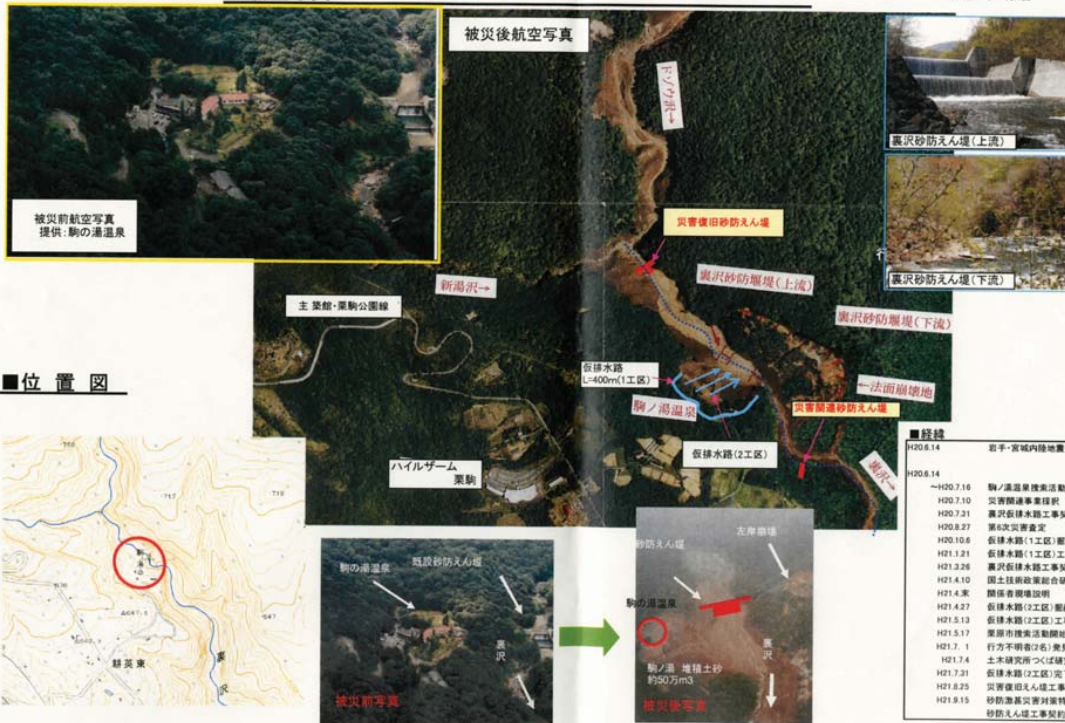 被災後航空写真
被災前航空写真
提供:駒の湯温泉
ドゾウ沢→
裏沢砂防えん堤(上流)
裏沢砂防えん堤(下流)
災害復旧砂防えん堤
新湯沢→
裏沢砂防堰堤(上流)
裏沢砂防堰堤(下流)
主 築館・栗駒公園線
仮排水路
L=400m(1工区)
駒ノ湯温泉
←法面崩壊地
災害関連砂防えん堤
仮排水路(2工区)
ハイルザーム
栗駒
裏沢→
■位 置 図
耕英東
裏
沢
駒の湯温泉
既設砂防えん堤
裏沢
被災前写真
砂防えん堤
左岸崩壊
駒の湯温泉
裏沢
駒ノ湯 堆積土砂
約50万m3
被災後写真
■経緯
H20.6.14 岩手・宮城内陸地震
H20.6.14
～H20.7.16 駒ノ湯温泉捜索活動
H20.7.10 災害関連事業採択
H20.7.31 裏沢仮排水路工事契
H20.8.27 第6次災害査定
H20.10.6 仮排水路(1工区)掘
H21.1.21 仮排水路(1工区)工
H21.3.26 裏沢仮排水路工事契
H21.4.10 国土技術政策総合研
H21.4.末 関係者現場説明
H21.4.27 仮排水路(2工区)掘
H21.5.13 仮排水路(2工区)工
H21.5.17 栗原市捜索活動開始
H21.7. 1 行方不明者(2名)発見
H21.7.4 土木研究所つくば研
H21.7.31 仮排水路(2工区)完
H21.8.25 災害復旧えん堤工事
H21.9.15 砂防激甚災害対策特
砂防えん堤工事契約